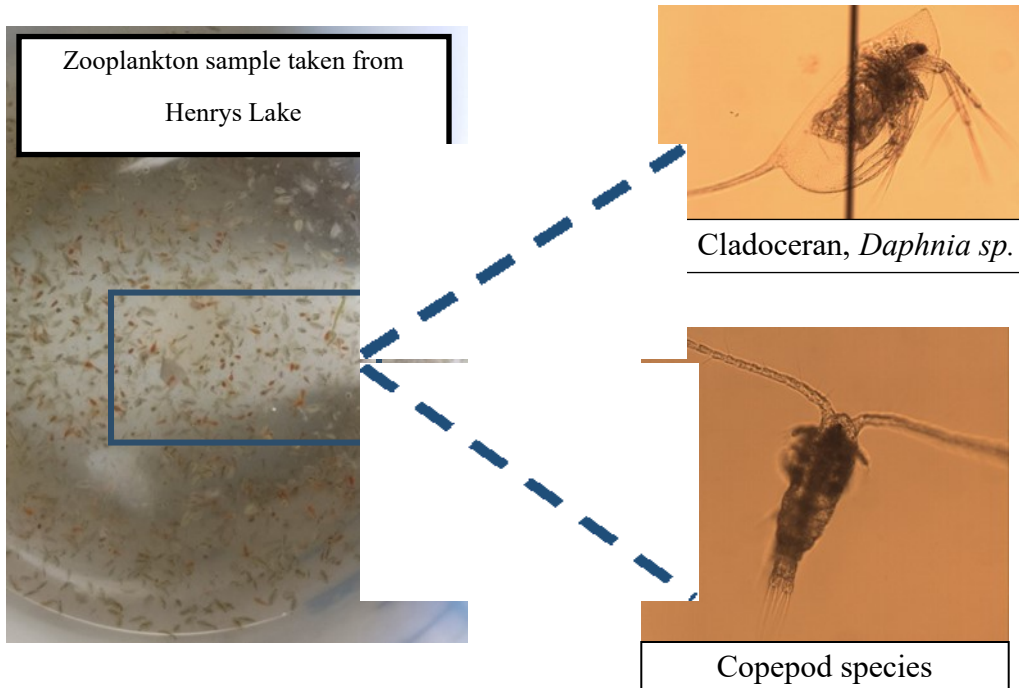 Zooplankton sample taken from
Henrys Lake
Cladoceran, Daphnia sp.
Copepod species